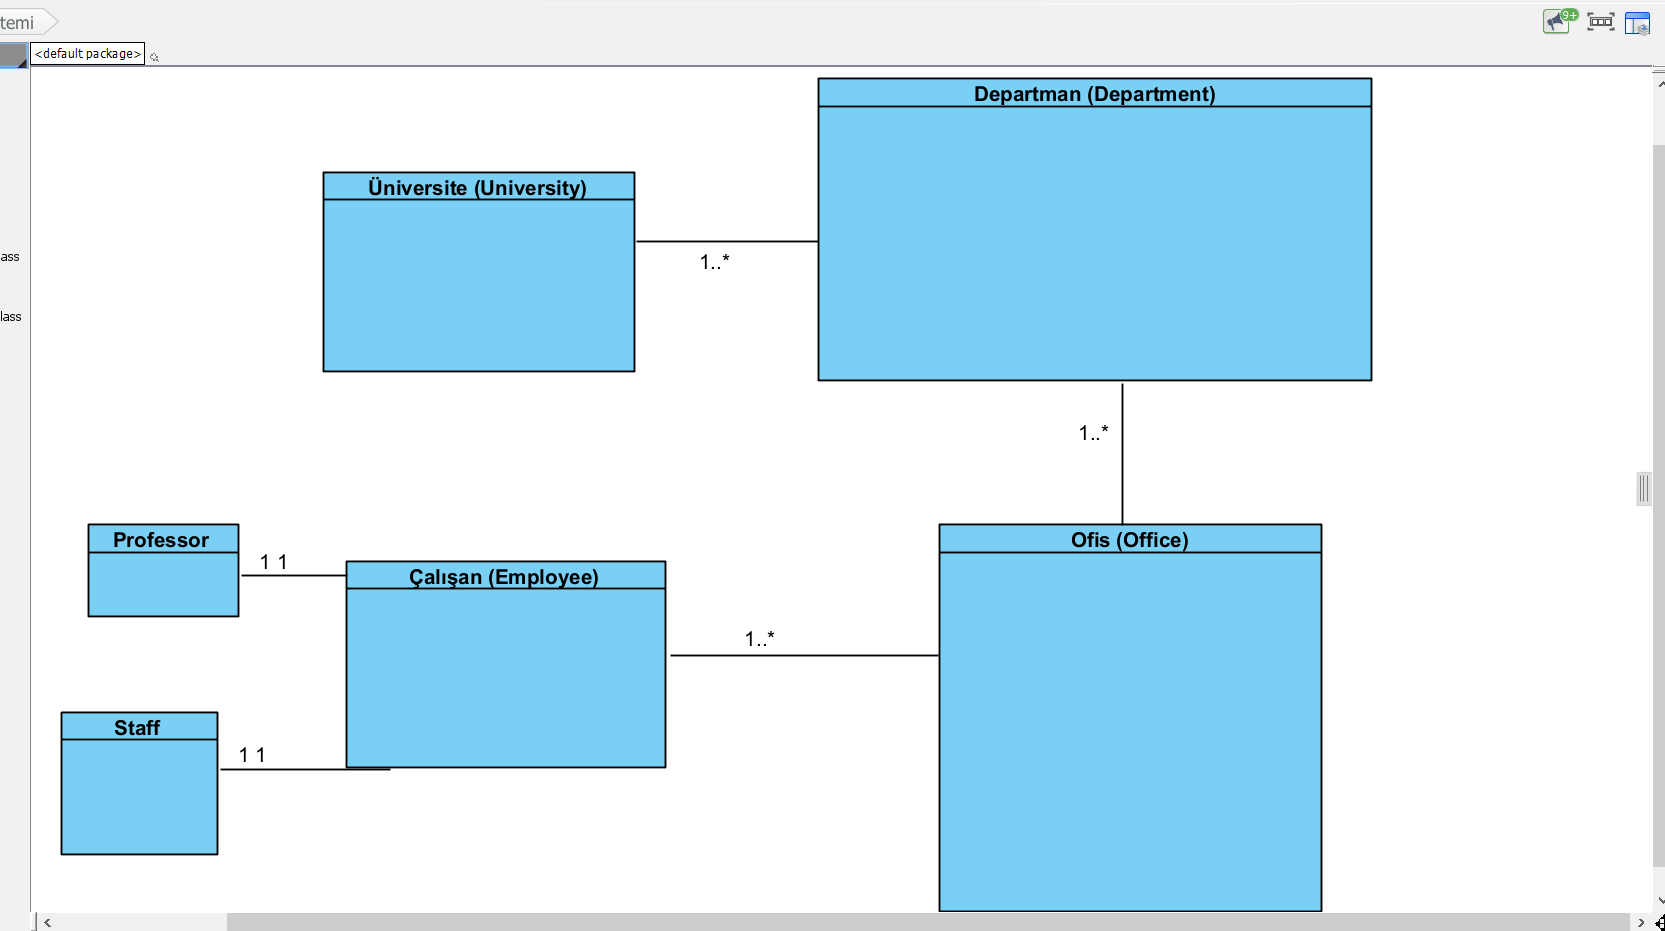 temi
9+
<default package>
Departman (Department)
Üniversite (University)
ass
1..*
lass
1..*
Professor
Ofis (Office)
1 1
Çalışan (Employee)
1..*
Staff
1 1